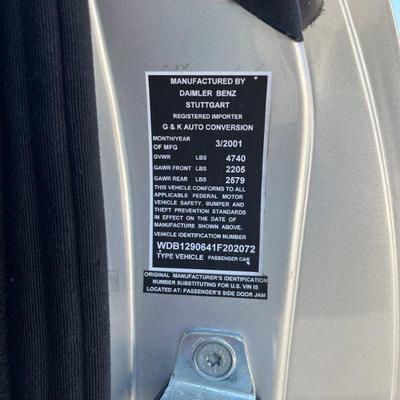 MANUFACTURED BY
DAIMLER BENZ
STUTTGART
REGISTERED IMPORTER
G & K AUTO CONVERSION
MONTH/YEAR
OF MFG 3/2001
GVWR LBS 4740
GAWR FRONT LBS 2205
GAWR REAR LBS 2579
THIS VEHICLE CONFORMS TO ALL
APPLICABLE FEDERAL MOTOR
VEHICLE SAFETY. BUMPER AND
THEFT PREVENTION STANDARDS
IN EFFECT ON THE DATE OF
MANUFACTURE SHOWN ABOVE.
VEHICLE IDENTIFICATION NUMBER
WDB1290641F202072
TYPE VEHICLE PASSENGER CAR
ORIGINAL MANUFACTURER'S IDENTIFICATION
NUMBER SUBSTITUTING FOR U.S. VIN IS
LOCATED AT: PASSENGER'S SIDE DOOR JAM